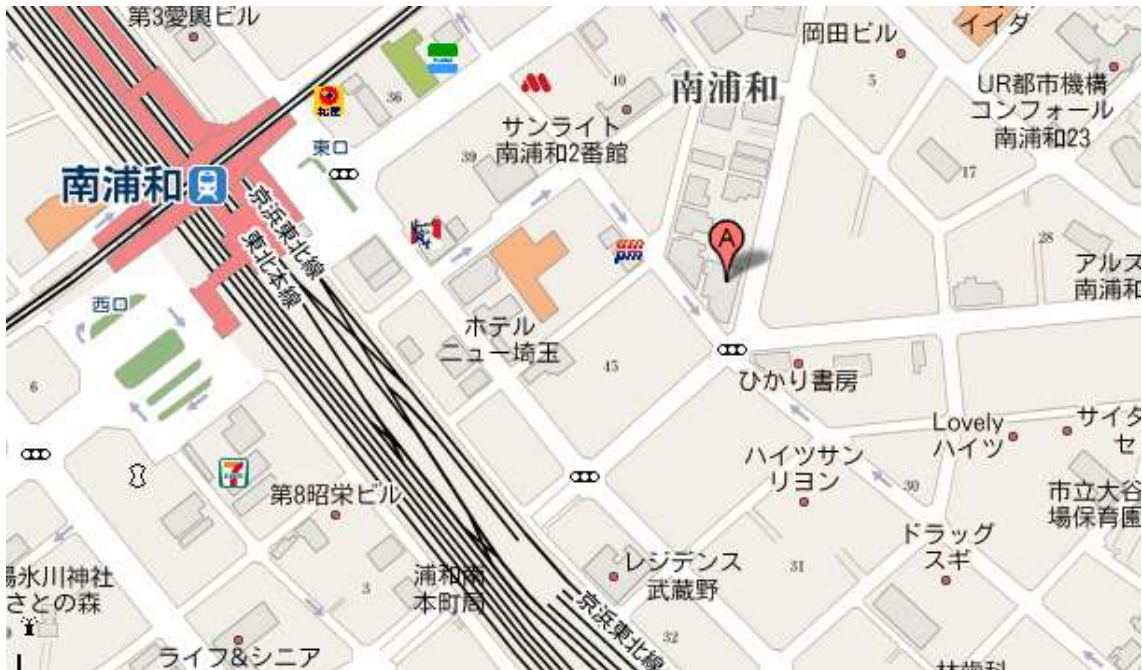 第3愛興ビル
イイダ
岡田ビル
5
40
南浦和
UR都市機構
コンフォール
南浦和23
36
サンライト
南浦和2番館
39
東口
17
南浦和
京浜東北線
東北本線
28
アルス
南浦和
am
pm
A
西口
ホテル
ニュー埼玉
45
6
ひかり書房
Lovely
ハイツ
サイタ
セ
ハイツサン
リヨン
30
7
第8昭栄ビル
市立大谷
場保育園
ドラッグ
スギ
レジデンス
武蔵野
31
氷川神社
さとの森
3
浦和南
本町局
京浜東北線
32
ライフ&シニア
林歯科